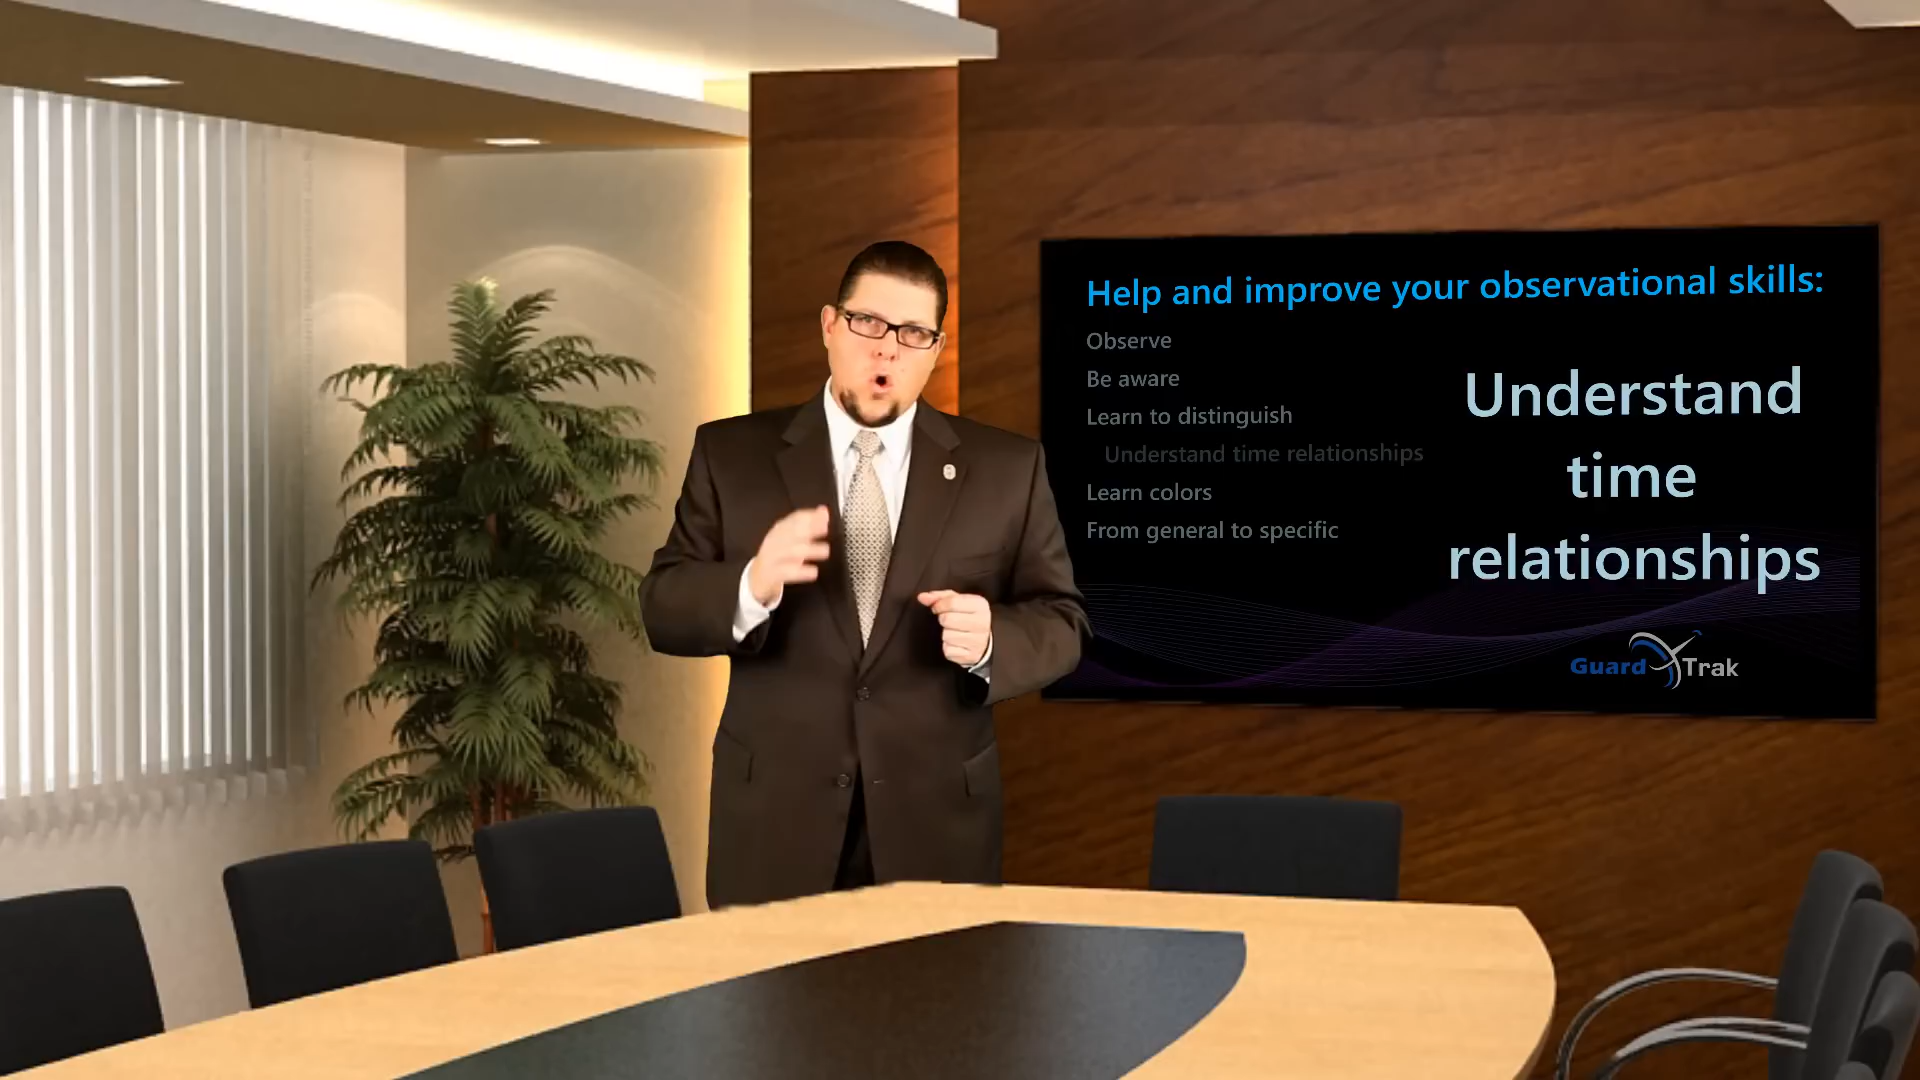 Help and improve your observational skills:
Observe
Be aware
Learn to distinguish
Understand time relationships
Learn colors
From general to specific
Understand
time
relationships
Guard Trak